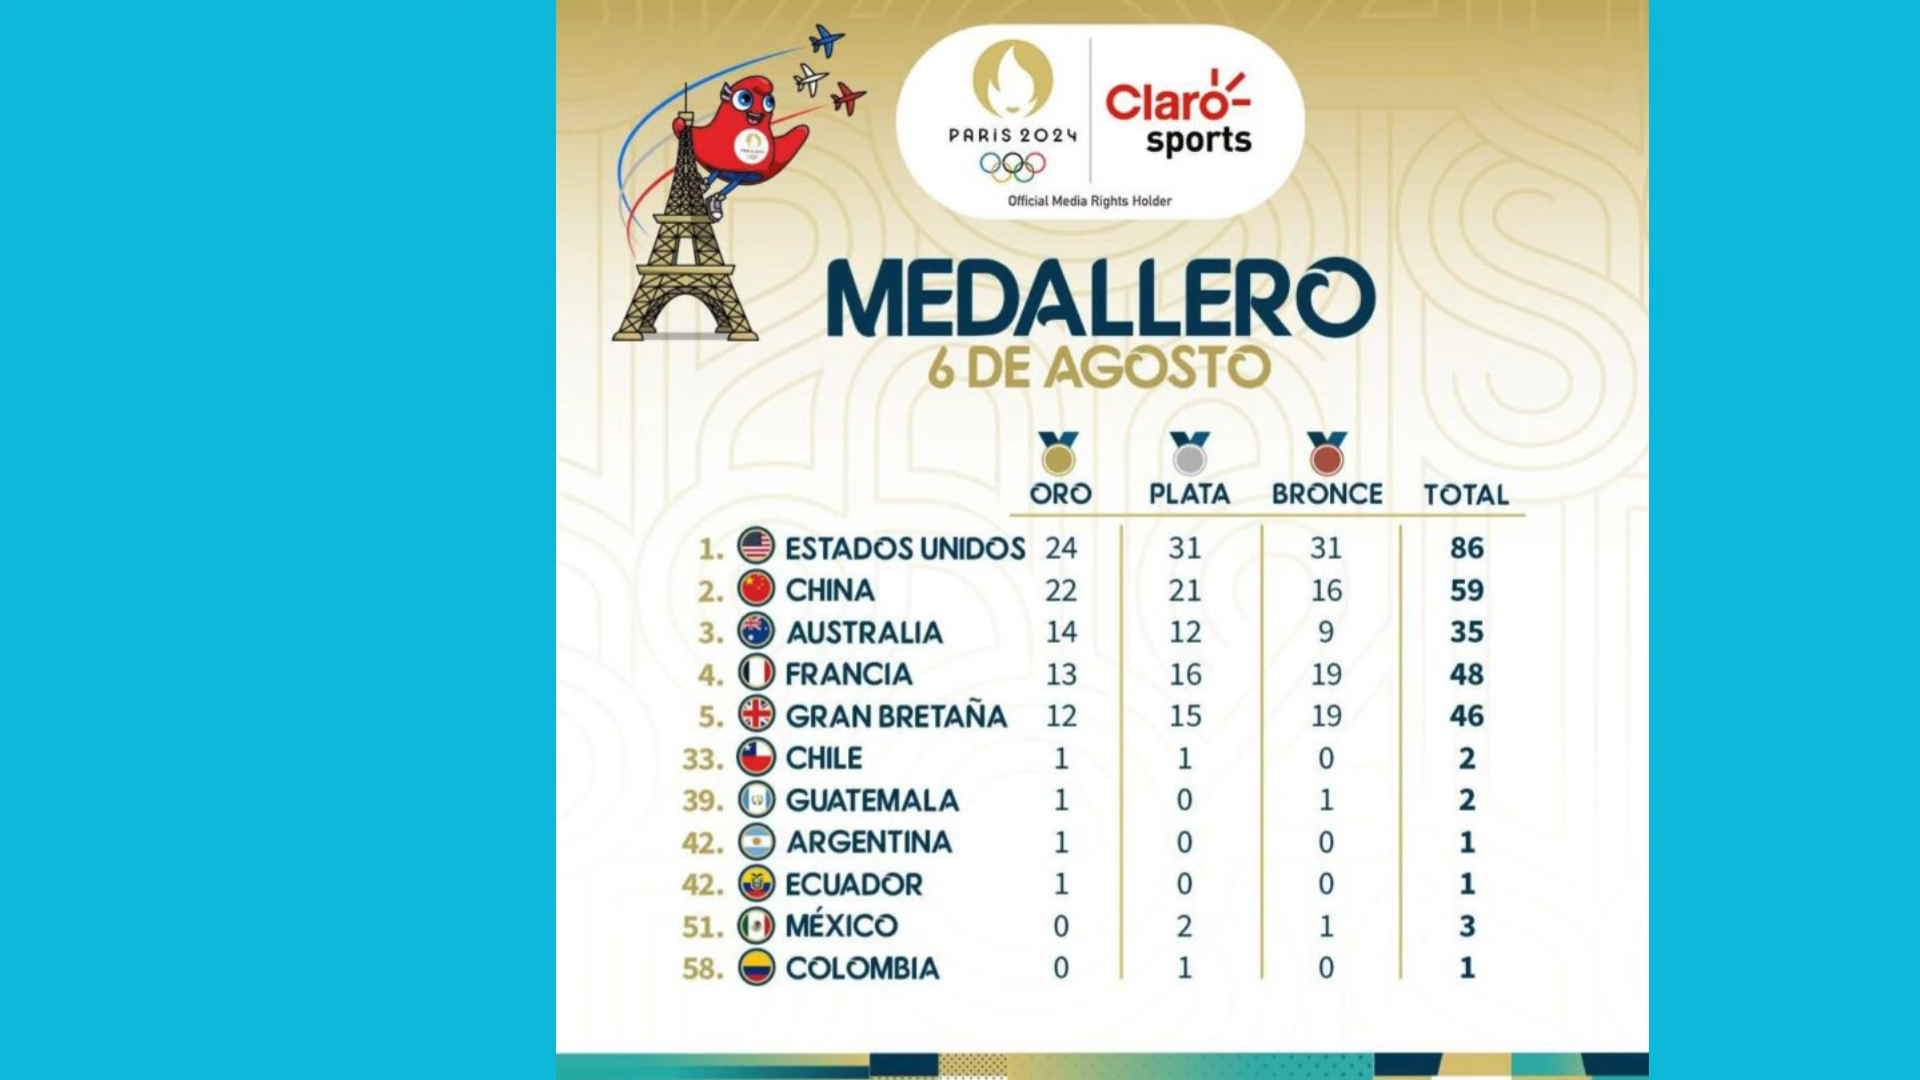 PARIS 2024
Claro-
sports
Official Media Rights Holder
MEDALLERO
6 DE AGOSTO
ORO PLATA BRONCE TOTAL
1. ESTADOS UNIDOS 24 31 31 86
2. CHINA 22 21 16 59
3. AUSTRALIA 14 12 9 35
4. FRANCIA 13 16 19 48
5. GRAN BRETAÑA 12 15 19 46
33. CHILE 1 1 0 2
39. GUATEMALA 1 0 1 2
42. ARGENTINA 1 0 0 1
42. ECUADOR 1 0 0 1
51. MÉXICO 0 2 1 3
58. COLOMBIA 0 1 0 1